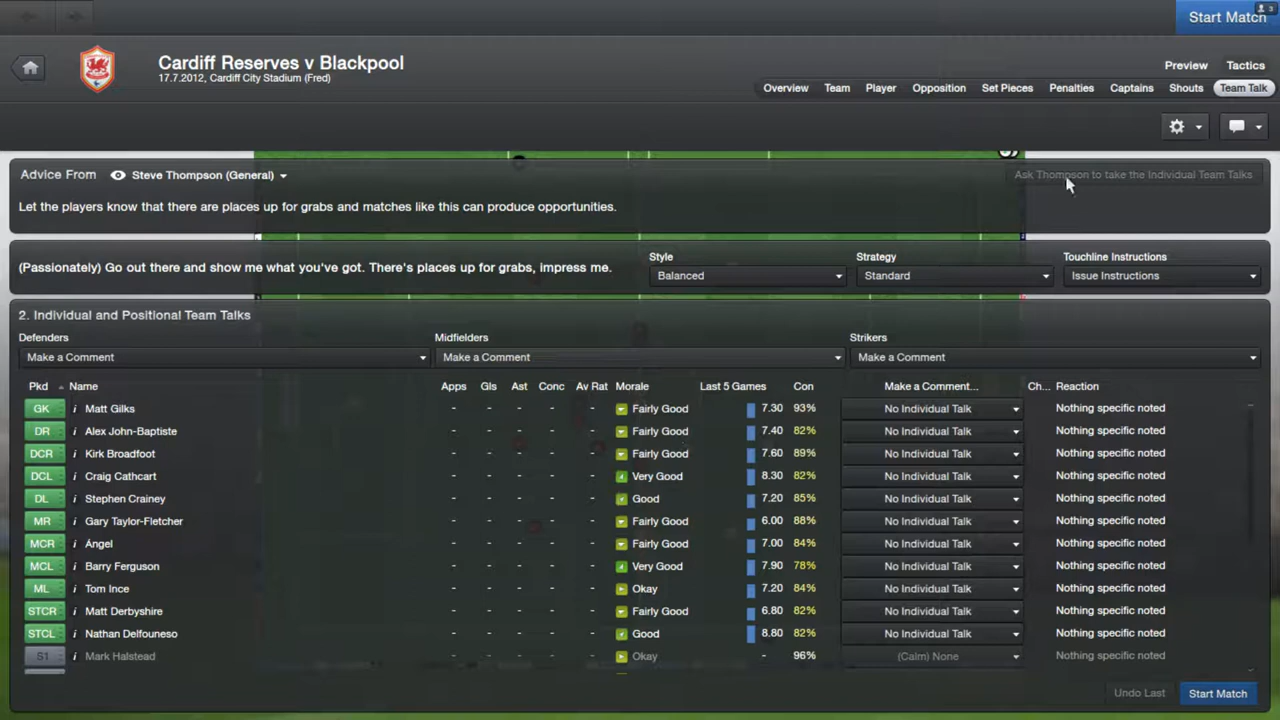 3
Start Match
Cardiff Reserves v Blackpool
17.7.2012, Cardiff City Stadium (Fred)
Preview Tactics
Overview Team Player Opposition Set Pieces Penalties Captains Shouts Team Talk
Advice From Steve Thompson (General) Ask Thompson to take the Individual Team Talks
Let the players know that there are places up for grabs and matches like this can produce opportunities.
Style Strategy Touchline Instructions
(Passionately) Go out there and show me what you've got. There's places up for grabs, impress me. Balanced Standard Issue Instructions
2. Individual and Positional Team Talks
Defenders Midfielders Strikers
Make a Comment Make a Comment Make a Comment
Pkd Name Apps Gls Ast Conc Av Rat Morale Last 5 Games Con Make a Comment... Ch... Reaction
GK i Matt Gilks - - - - - Fairly Good 7.30 93% No Individual Talk Nothing specific noted
DR i Alex John-Baptiste - - - - - Fairly Good 7.40 82% No Individual Talk Nothing specific noted
DCR i Kirk Broadfoot - - - - - Fairly Good 7.60 89% No Individual Talk Nothing specific noted
DCL i Craig Cathcart - - - - - Very Good 8.30 82% No Individual Talk Nothing specific noted
DL i Stephen Crainey - - - - - Good 7.20 85% No Individual Talk Nothing specific noted
MR i Gary Taylor-Fletcher - - - - - Fairly Good 6.00 88% No Individual Talk Nothing specific noted
MCR i Ángel - - - - - Fairly Good 7.00 84% No Individual Talk Nothing specific noted
MCL i Barry Ferguson - - - - - Very Good 7.90 78% No Individual Talk Nothing specific noted
ML i Tom Ince - - - - - Okay 7.20 84% No Individual Talk Nothing specific noted
STCR i Matt Derbyshire - - - - - Fairly Good 6.80 82% No Individual Talk Nothing specific noted
STCL i Nathan Delfouneso - - - - - Good 8.80 82% No Individual Talk Nothing specific noted
S1 i Mark Halstead - - - - - Okay - 96% (Calm) None Nothing specific noted
Undo Last Start Match